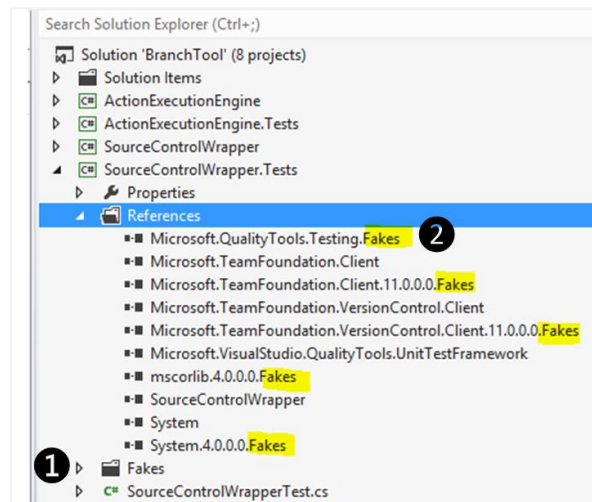 Search Solution Explorer (Ctrl+;)
Solution 'BranchTool' (8 projects)
Solution Items
C# ActionExecutionEngine
C# ActionExecutionEngine.Tests
C# SourceControlWrapper
C# SourceControlWrapper.Tests
Properties
References
Microsoft.QualityTools.Testing.Fakes 2
Microsoft.TeamFoundation.Client
Microsoft.TeamFoundation.Client.11.0.0.0.Fakes
Microsoft.TeamFoundation.VersionControl.Client
Microsoft.TeamFoundation.VersionControl.Client.11.0.0.0.Fakes
Microsoft.VisualStudio.QualityTools.UnitTestFramework
mscorlib.4.0.0.0.Fakes
SourceControlWrapper
System
System.4.0.0.0.Fakes
1 Fakes
C# SourceControlWrapperTest.cs